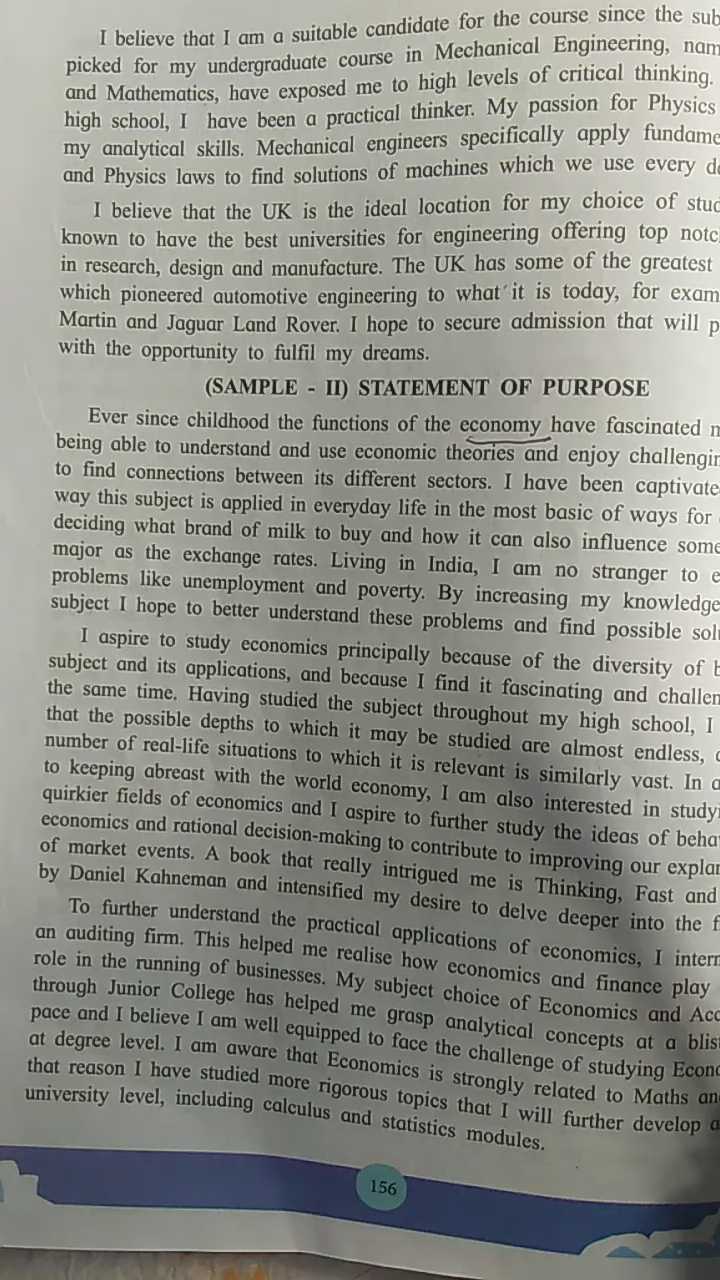 I believe that I am a suitable candidate for the course since the
picked for my undergraduate course in Mechanical Engineering,
and Mathematics, have exposed me to high levels of critical thinking.
high school, I have been a practical thinker. My passion for Physics
my analytical skills. Mechanical engineers specifically apply
and Physics laws to find solutions of machines which we use every
I believe that the UK is the ideal location for my choice of
known to have the best universities for engineering offering top
in research, design and manufacture. The UK has some of the greatest
which pioneered automotive engineering to what it is today, for
Martin and Jaguar Land Rover. I hope to secure admission that will
with the opportunity to fulfil my dreams.
(SAMPLE - II) STATEMENT OF PURPOSE
Ever since childhood the functions of the economy have fascinated
being able to understand and use economic theories and enjoy
to find connections between its different sectors. I have been
way this subject is applied in everyday life in the most basic of ways for
deciding what brand of milk to buy and how it can also influence
major as the exchange rates. Living in India, I am no stranger to
problems like unemployment and poverty. By increasing my knowledge
subject I hope to better understand these problems and find possible
I aspire to study economics principally because of the diversity of
subject and its applications, and because I find it fascinating and
the same time. Having studied the subject throughout my high school, I
that the possible depths to which it may be studied are almost endless,
number of real-life situations to which it is relevant is similarly vast. In
to keeping abreast with the world economy, I am also interested in
quirkier fields of economics and I aspire to further study the ideas of
economics and rational decision-making to contribute to improving our
of market events. A book that really intrigued me is Thinking, Fast and
by Daniel Kahneman and intensified my desire to delve deeper into the
To further understand the practical applications of economics, I
an auditing firm. This helped me realise how economics and finance play
role in the running of businesses. My subject choice of Economics and
through Junior College has helped me grasp analytical concepts at a
pace and I believe I am well equipped to face the challenge of studying
at degree level. I am aware that Economics is strongly related to Maths
that reason I have studied more rigorous topics that I will further develop
university level, including calculus and statistics modules.
156